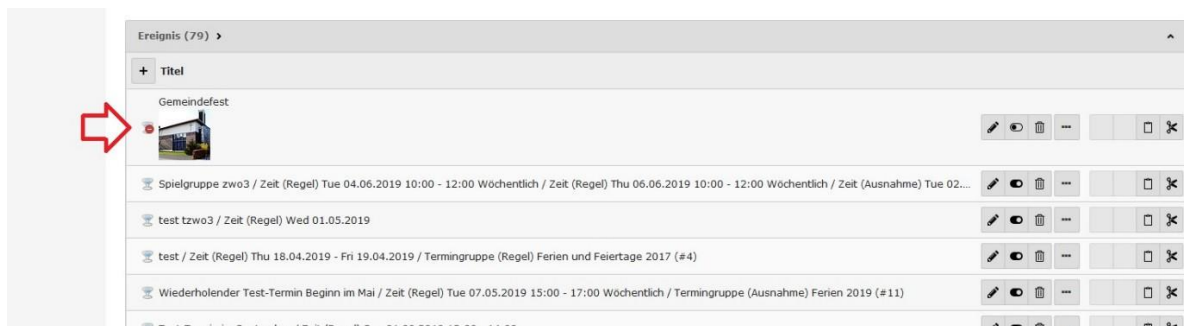 Ereignis (79)
Titel
Gemeindefest
Spielgruppe zwo3 / Zeit (Regel) Tue 04.06.2019 10:00 - 12:00 Wöchentlich / Zeit (Regel) Thu 06.06.2019 10:00 - 12:00 Wöchentlich / Zeit (Ausnahme) Tue 02....
test tzwo3 / Zeit (Regel) Wed 01.05.2019
test / Zeit (Regel) Thu 18.04.2019 - Fri 19.04.2019 / Termingruppe (Regel) Ferien und Feiertage 2017 (#4)
Wiederholender Test-Termin Beginn im Mai / Zeit (Regel) Tue 07.05.2019 15:00 - 17:00 Wöchentlich / Termingruppe (Ausnahme) Ferien 2019 (#11)